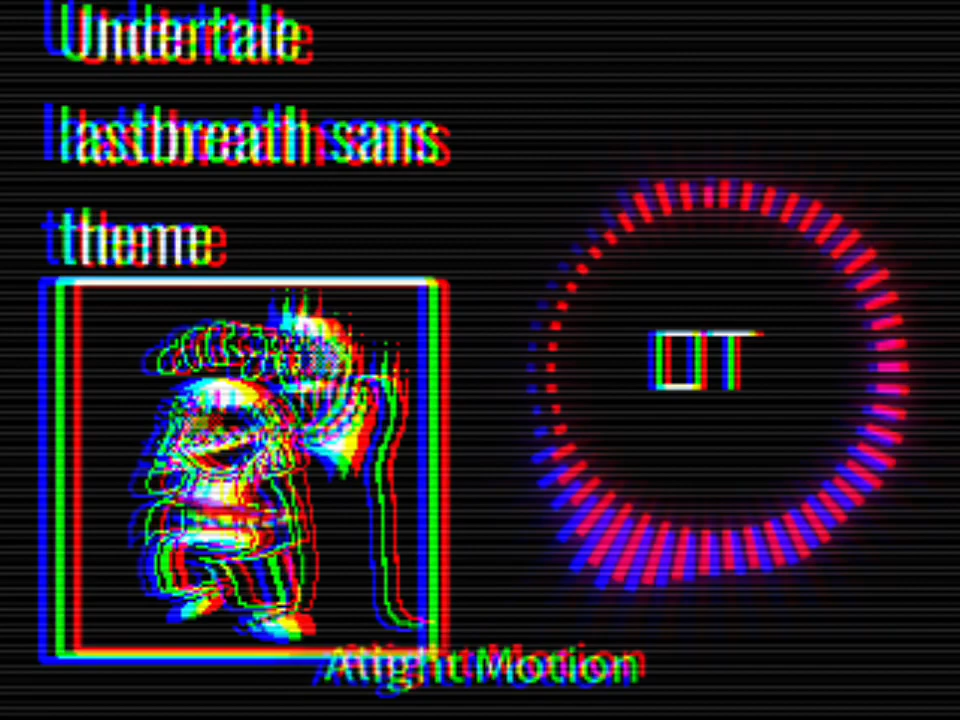 Undertale
lastbreath sans
theme
UT
Alight Motion